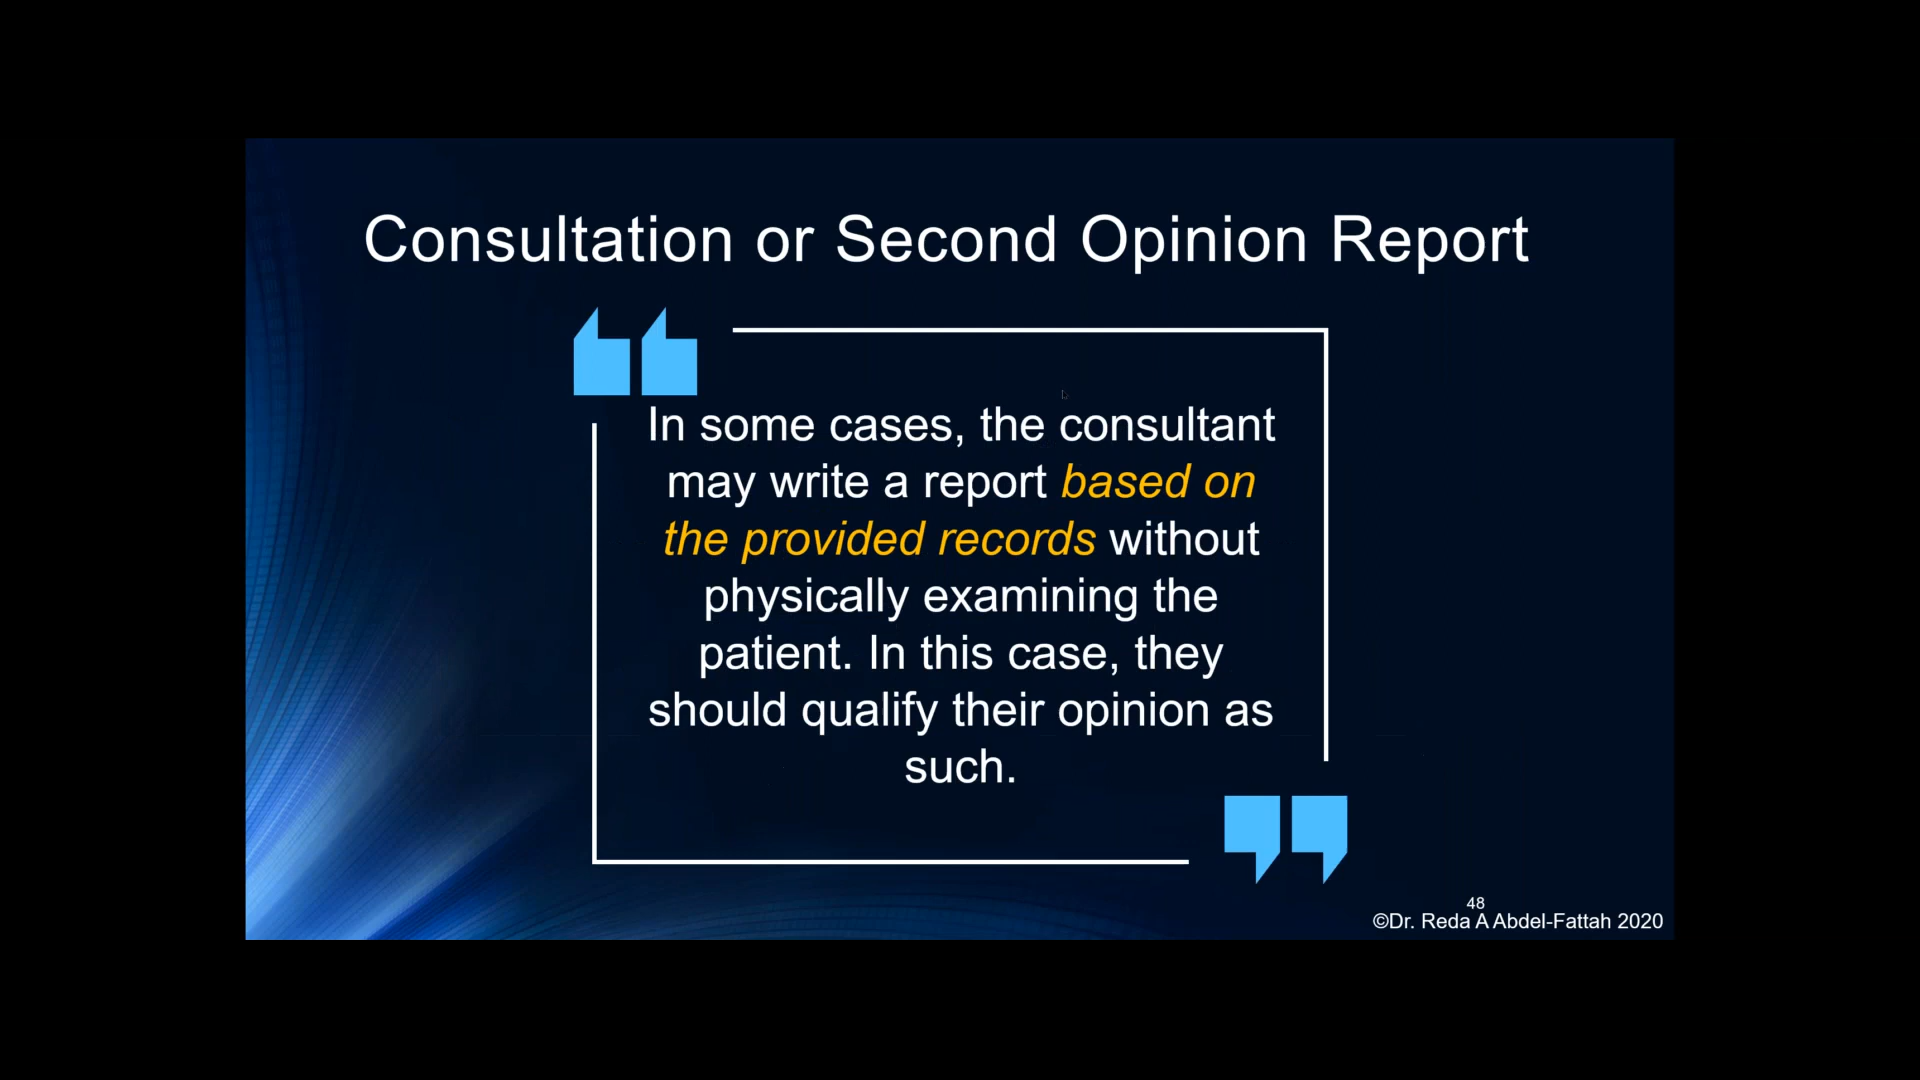 Consultation or Second Opinion Report
In some cases, the consultant
may write a report based on
the provided records without
physically examining the
patient. In this case, they
should qualify their opinion as
such.
48
©Dr. Reda A Abdel-Fattah 2020